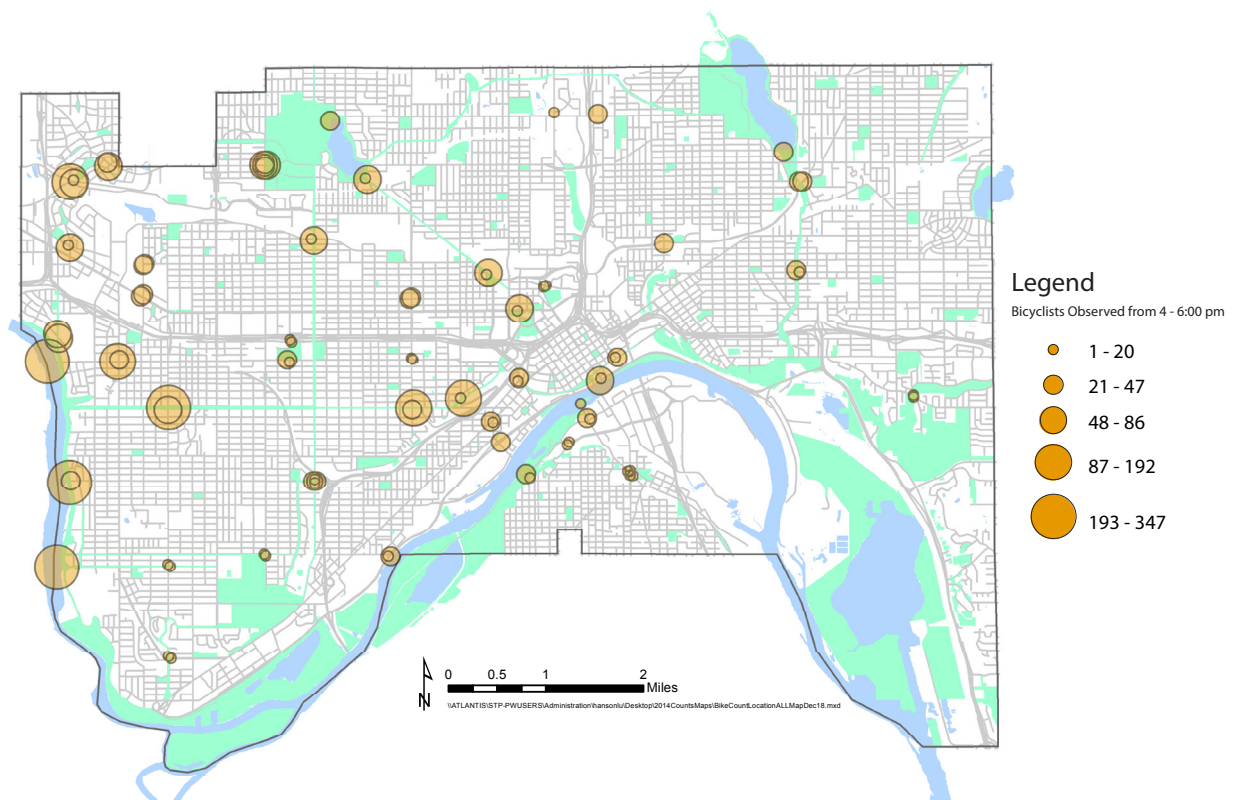 Legend
Bicyclists Observed from 4 - 6:00 pm
1 - 20
21 - 47
48 - 86
87 - 192
193 - 347
0 0.5 1 2
Miles
N
\\ATLANTIS\STP-PWUSERS\Administration\hansonlu\Desktop\2014CountsMaps\BikeCountLocationALLMapDec18.mxd